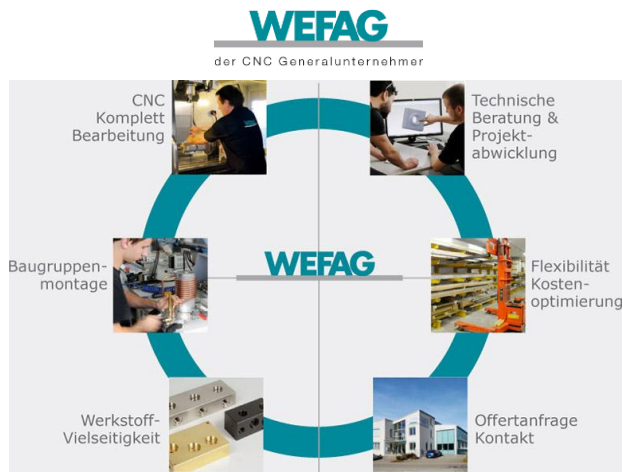 WEFAG
der CNC Generalunternehmer
CNC
Komplett
Bearbeitung
Technische
Beratung &
Projekt-
abwicklung
Baugruppen-
montage
WEFAG
Flexibilität
Kosten-
optimierung
Werkstoff-
Vielseitigkeit
Offertanfrage
Kontakt